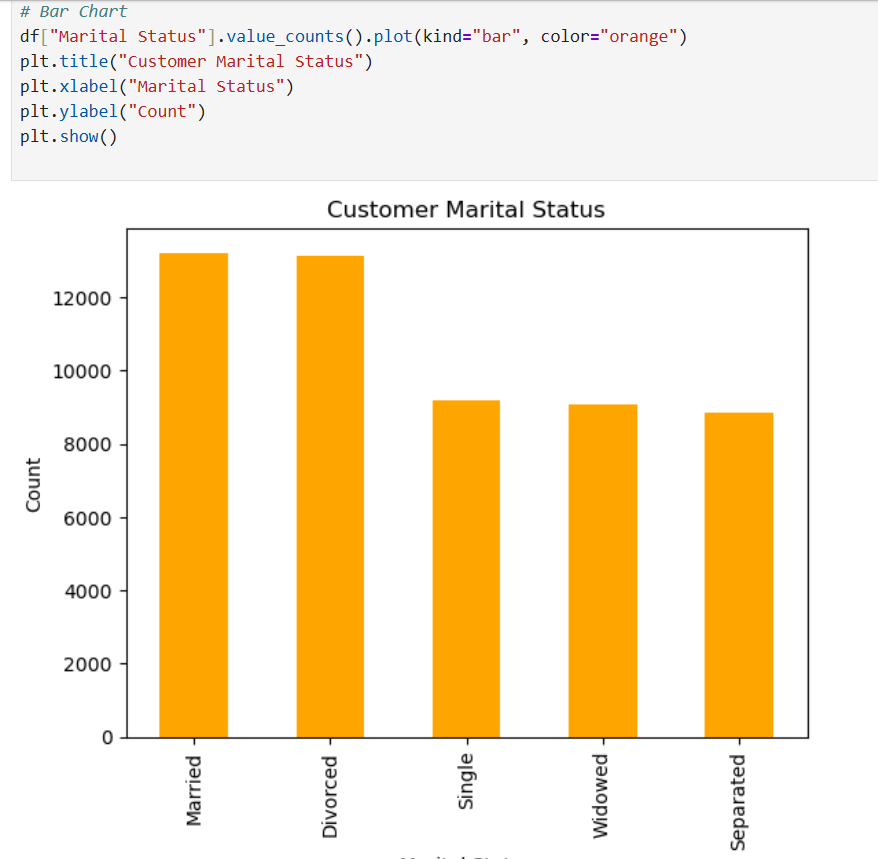 # Bar Chart
df["Marital Status"].value_counts().plot(kind="bar", color="orange")
plt.title("Customer Marital Status")
plt.xlabel("Marital Status")
plt.ylabel("Count")
plt.show()
Customer Marital Status
12000
10000
8000
6000
4000
2000
0
Count
Married
Divorced
Single
Widowed
Separated